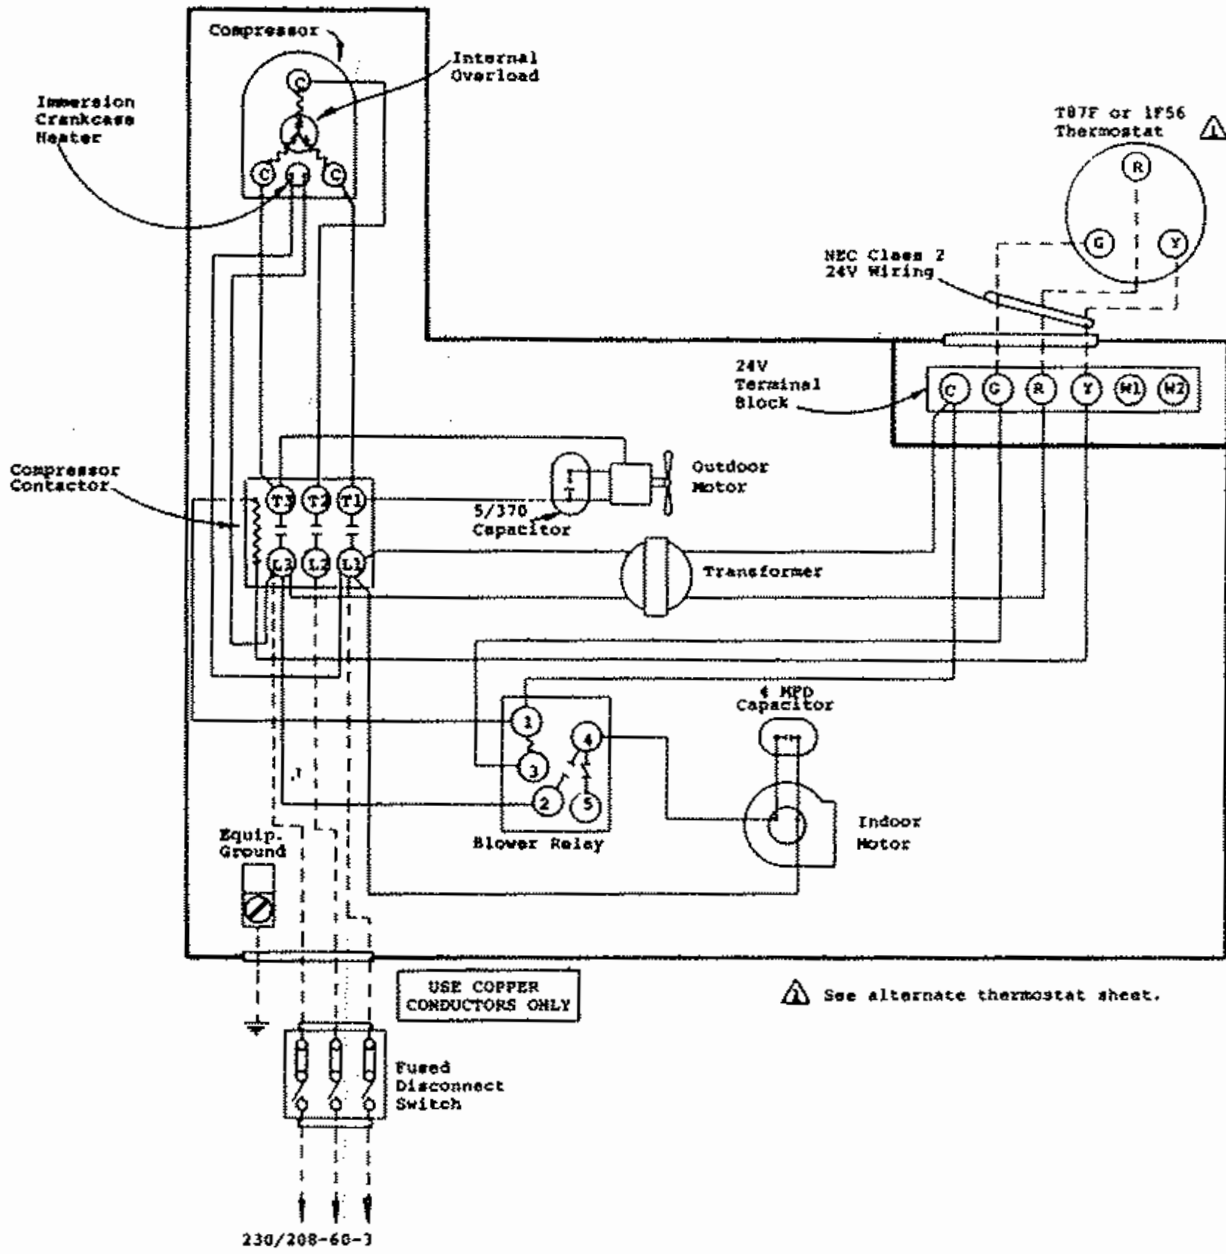 Compressor
Internal
Overload
Immersion
Crankcase
Heater
C
C
C
T87F or 1F56
Thermostat
1
R
G
Y
NEC Class 2
24V Wiring
24V
Terminal
Block
C G R Y W1 W2
Compressor
Contactor
T3 T2 T1
L3 L2 L1
5/370
Capacitor
Outdoor
Motor
Transformer
4 MFD
Capacitor
1
4
3
2
5
Blower Relay
Indoor
Motor
Equip.
Ground
USE COPPER
CONDUCTORS ONLY
1 See alternate thermostat sheet.
Fused
Disconnect
Switch
230/208-60-3